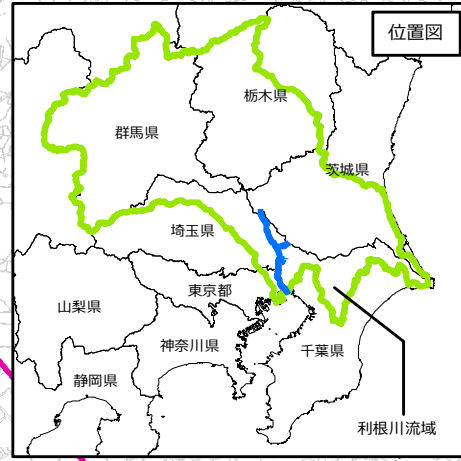 位置図
栃木県
群馬県
茨城県
埼玉県
東京都
山梨県
神奈川県
千葉県
静岡県
利根川流域